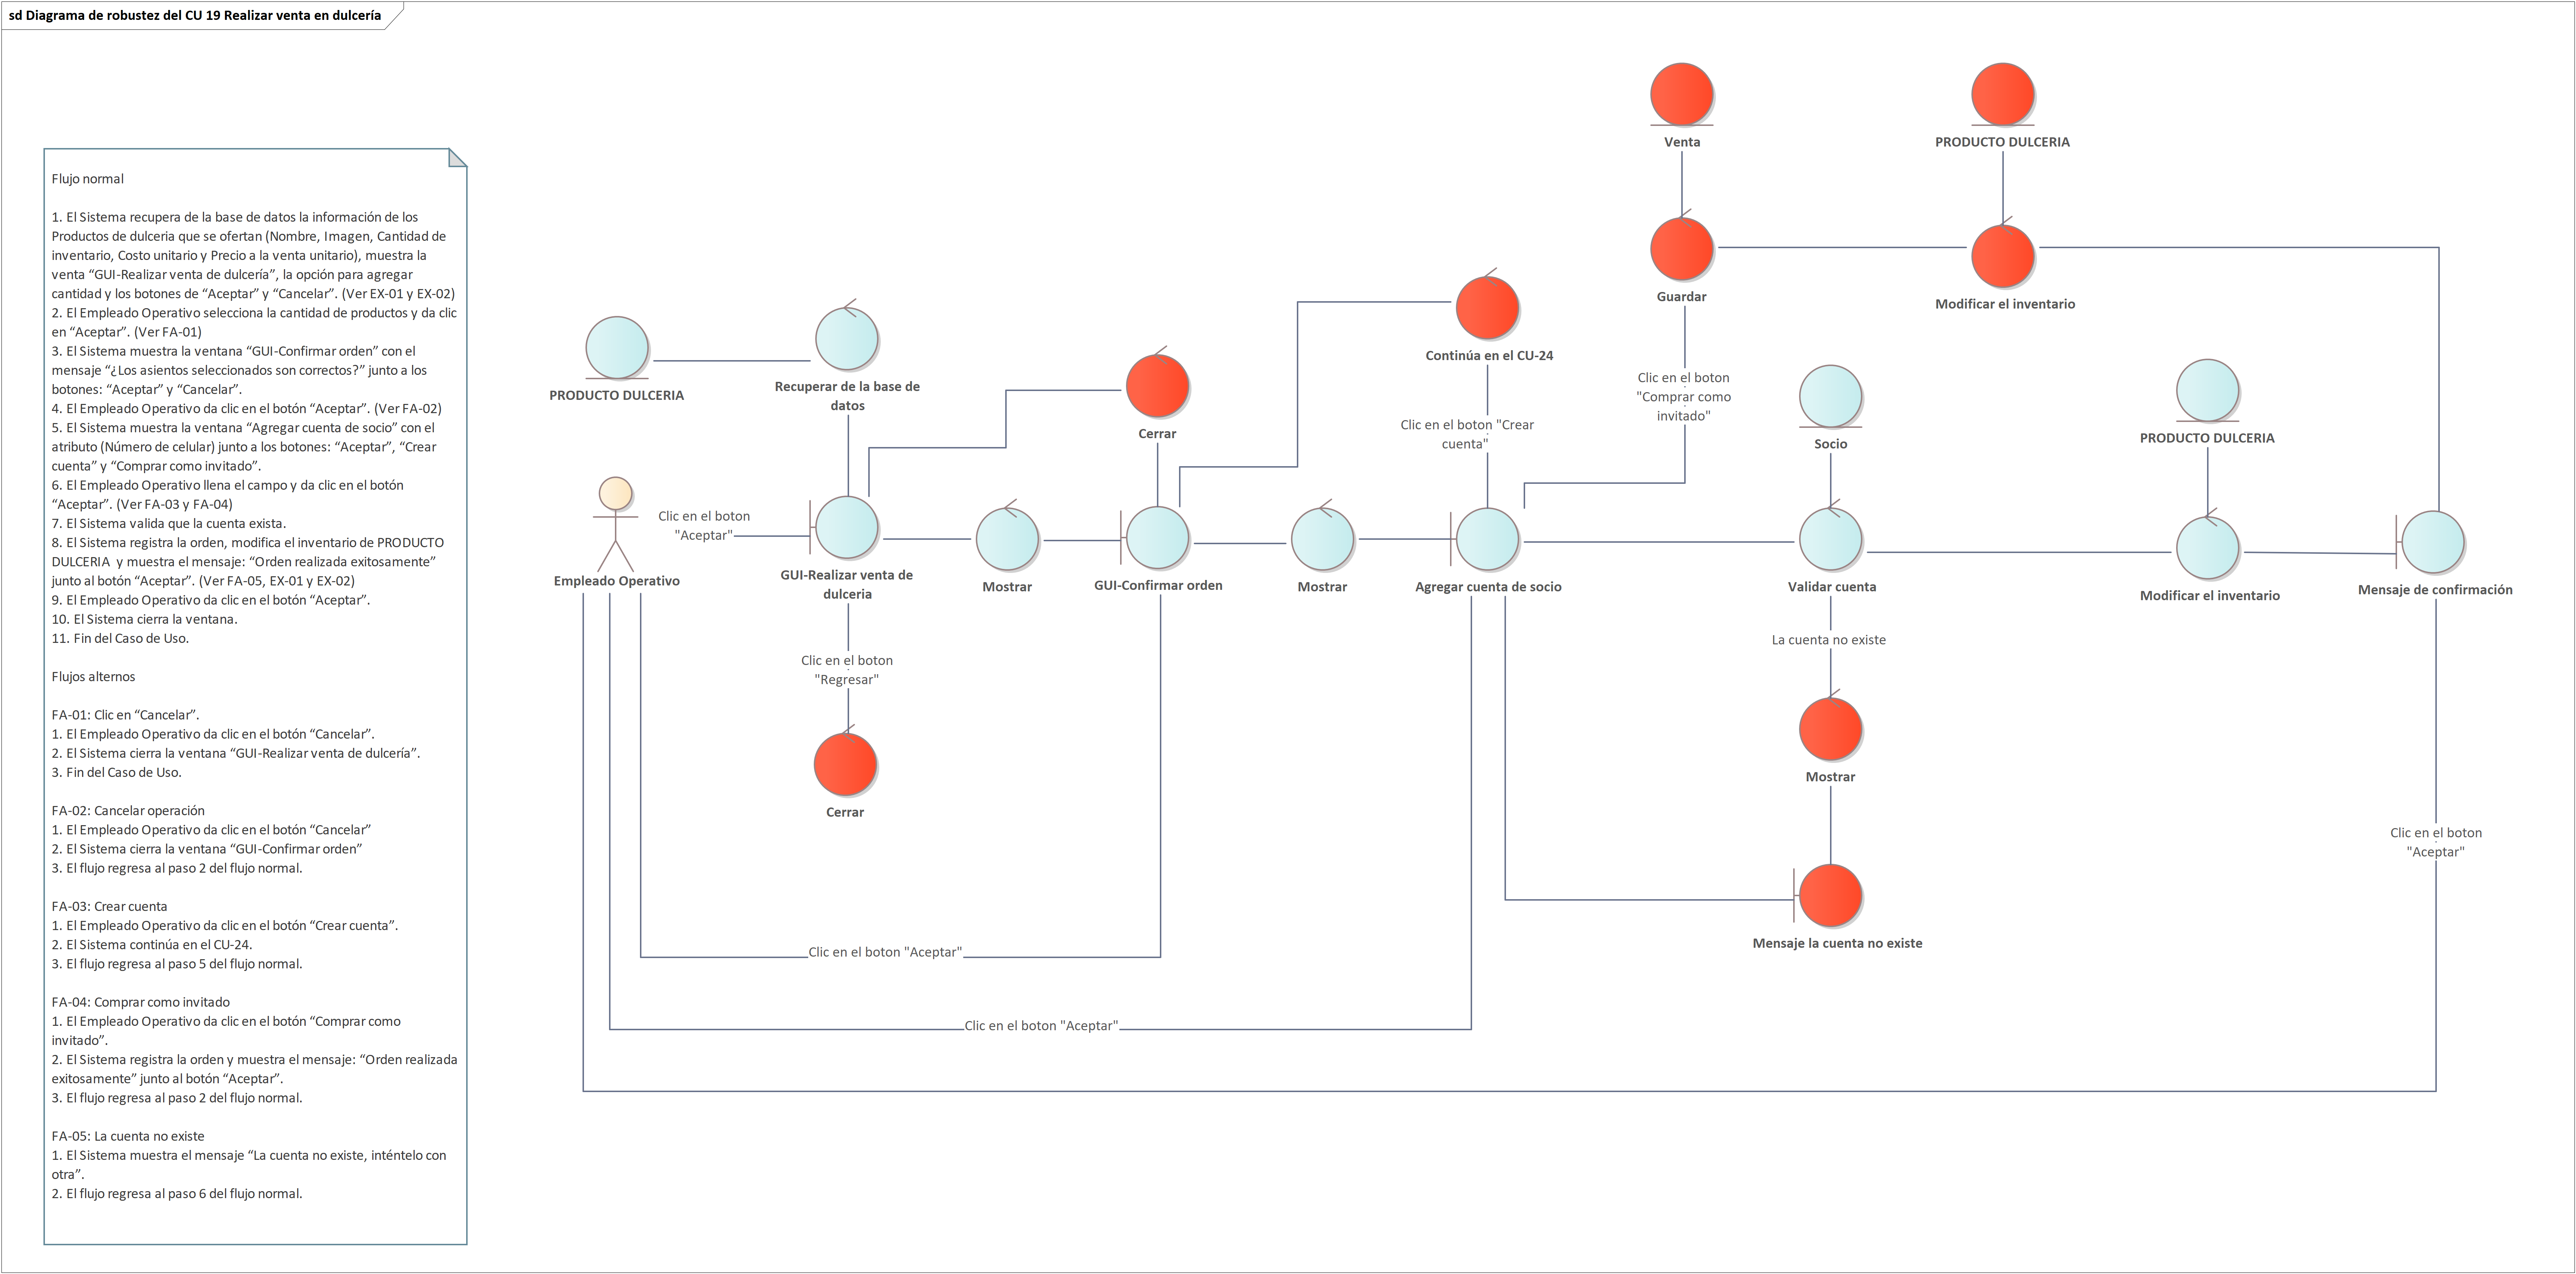 sd Diagrama de robustez del CU 19 Realizar venta en dulcería
Flujo normal
1. El Sistema recupera de la base de datos la información de los
Productos de dulceria que se ofertan (Nombre, Imagen, Cantidad de
inventario, Costo unitario y Precio a la venta unitario), muestra la
venta “GUI-Realizar venta de dulcería”, la opción para agregar
cantidad y los botones de “Aceptar” y “Cancelar”. (Ver EX-01 y EX-02)
2. El Empleado Operativo selecciona la cantidad de productos y da clic
en “Aceptar”. (Ver FA-01)
3. El Sistema muestra la ventana “GUI-Confirmar orden” con el
mensaje “¿Los asientos seleccionados son correctos?” junto a los
botones: “Aceptar” y “Cancelar”.
4. El Empleado Operativo da clic en el botón “Aceptar”. (Ver FA-02)
5. El Sistema muestra la ventana “Agregar cuenta de socio” con el
atributo (Número de celular) junto a los botones: “Aceptar”, “Crear
cuenta” y “Comprar como invitado”.
6. El Empleado Operativo llena el campo y da clic en el botón
“Aceptar”. (Ver FA-03 y FA-04)
7. El Sistema valida que la cuenta exista.
8. El Sistema registra la orden, modifica el inventario de PRODUCTO
DULCERIA  y muestra el mensaje: “Orden realizada exitosamente”
junto al botón “Aceptar”. (Ver FA-05, EX-01 y EX-02)
9. El Empleado Operativo da clic en el botón “Aceptar”.
10. El Sistema cierra la ventana.
11. Fin del Caso de Uso.
Flujos alternos
FA-01: Clic en “Cancelar”.
1. El Empleado Operativo da clic en el botón “Cancelar”.
2. El Sistema cierra la ventana “GUI-Realizar venta de dulcería”.
3. Fin del Caso de Uso.
FA-02: Cancelar operación
1. El Empleado Operativo da clic en el botón “Cancelar”
2. El Sistema cierra la ventana “GUI-Confirmar orden”
3. El flujo regresa al paso 2 del flujo normal.
FA-03: Crear cuenta
1. El Empleado Operativo da clic en el botón “Crear cuenta”.
2. El Sistema continúa en el CU-24.
3. El flujo regresa al paso 5 del flujo normal.
FA-04: Comprar como invitado
1. El Empleado Operativo da clic en el botón “Comprar como
invitado”.
2. El Sistema registra la orden y muestra el mensaje: “Orden realizada
exitosamente” junto al botón “Aceptar”.
3. El flujo regresa al paso 2 del flujo normal.
FA-05: La cuenta no existe
1. El Sistema muestra el mensaje “La cuenta no existe, inténtelo con
otra”.
2. El flujo regresa al paso 6 del flujo normal.
Venta
PRODUCTO DULCERIA
Guardar
Modificar el inventario
Continúa en el CU-24
PRODUCTO DULCERIA
Recuperar de la base de
datos
Cerrar
Clic en el boton "Crear
cuenta"
Clic en el boton
"Comprar como
invitado"
Socio
PRODUCTO DULCERIA
Clic en el boton
"Aceptar"
Empleado Operativo
GUI-Realizar venta de
dulceria
Mostrar
GUI-Confirmar orden
Mostrar
Agregar cuenta de socio
Validar cuenta
Modificar el inventario
Mensaje de confirmación
Clic en el boton
"Regresar"
La cuenta no existe
Cerrar
Mostrar
Clic en el boton
"Aceptar"
Mensaje la cuenta no existe
Clic en el boton "Aceptar"
Clic en el boton "Aceptar"